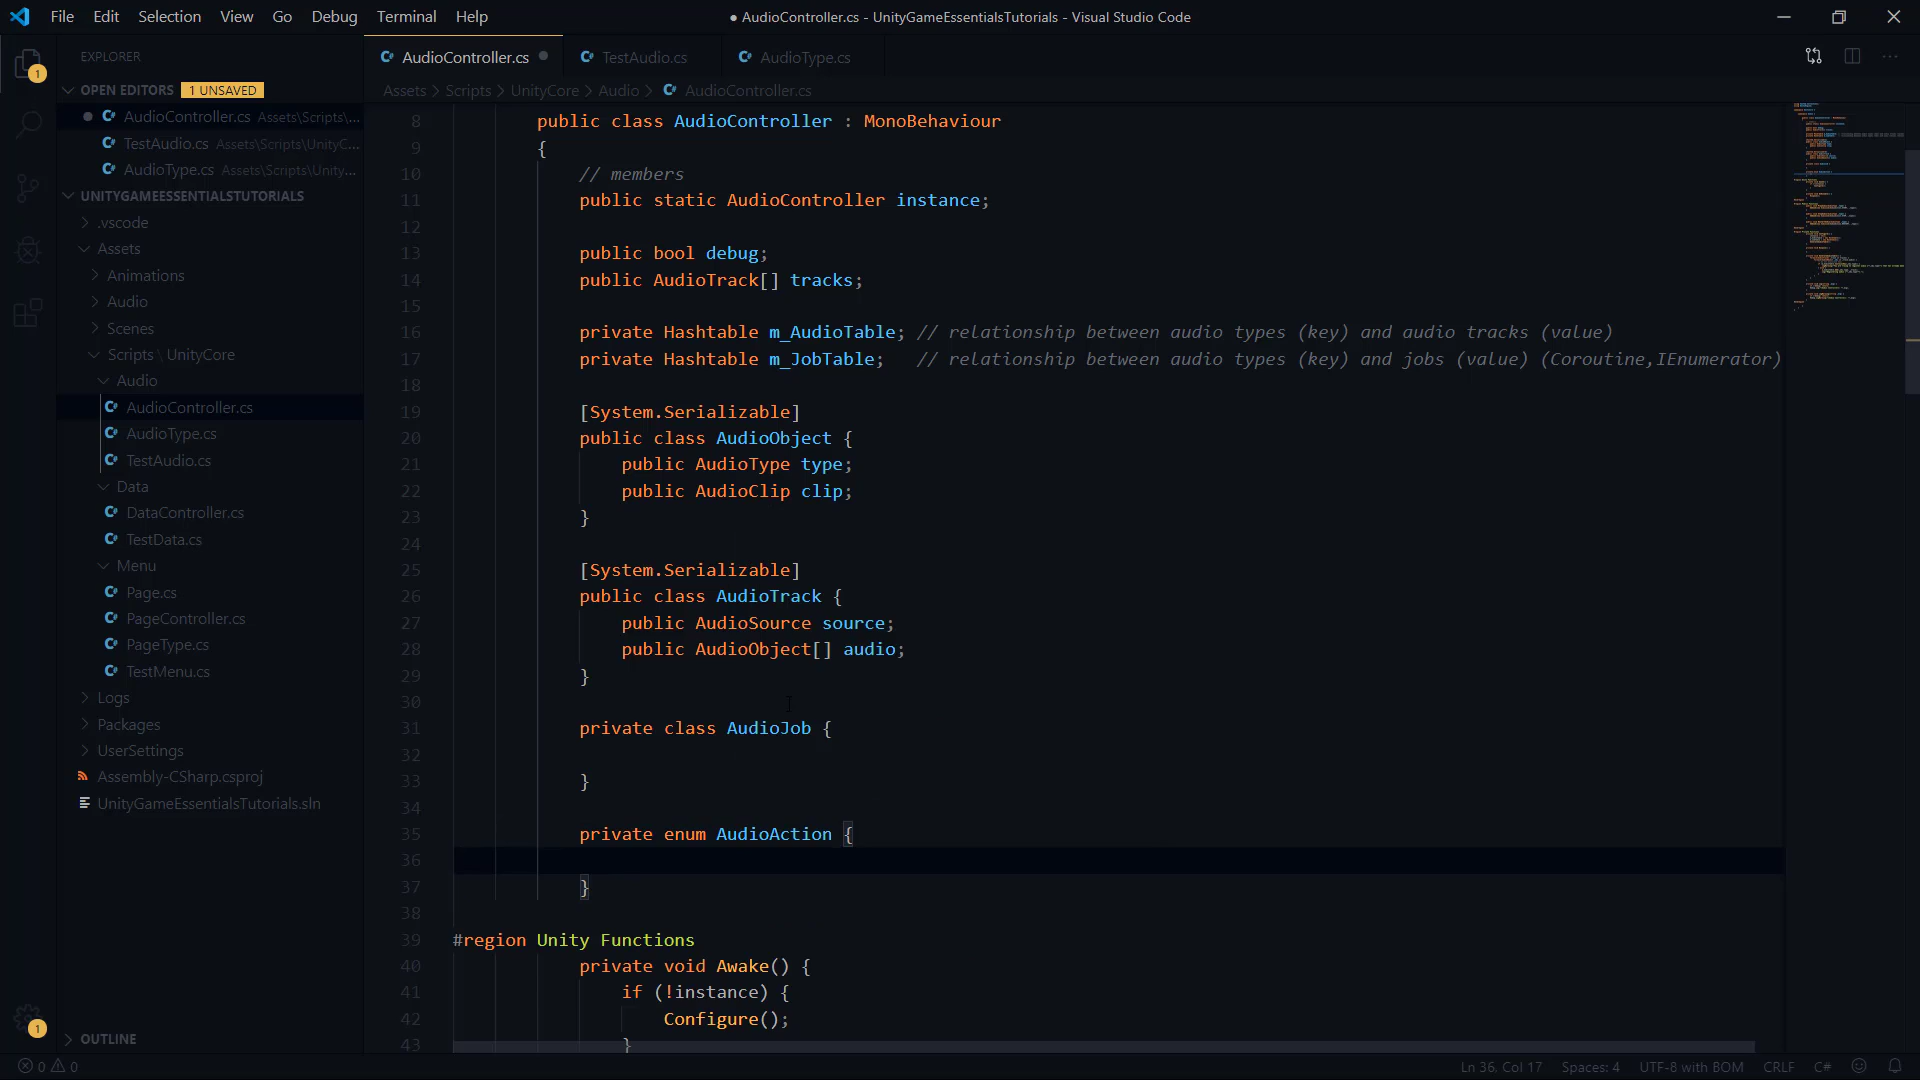 File Edit Selection View Go Debug Terminal Help
● AudioController.cs - UnityGameEssentialsTutorials - Visual Studio Code
EXPLORER
OPEN EDITORS 1 UNSAVED
AudioController.cs Assets\Scripts\...
TestAudio.cs Assets\Scripts\UnityC...
AudioType.cs Assets\Scripts\Unity...
UNITYGAMEESSENTIALSTUTORIALS
.vscode
Assets
Animations
Audio
Scenes
Scripts \ UnityCore
Audio
AudioController.cs
AudioType.cs
TestAudio.cs
Data
DataController.cs
TestData.cs
Menu
Page.cs
PageController.cs
PageType.cs
TestMenu.cs
Logs
Packages
UserSettings
Assembly-CSharp.csproj
UnityGameEssentialsTutorials.sln
OUTLINE
1
1
AudioController.cs TestAudio.cs AudioType.cs
Assets > Scripts > UnityCore > Audio > AudioController.cs
8 public class AudioController : MonoBehaviour
9 {
10 // members
11 public static AudioController instance;
12
13 public bool debug;
14 public AudioTrack[] tracks;
15
16 private Hashtable m_AudioTable; // relationship between audio types (key) and audio tracks (value)
17 private Hashtable m_JobTable; // relationship between audio types (key) and jobs (value) (Coroutine,IEnumerator)
18
19 [System.Serializable]
20 public class AudioObject {
21 public AudioType type;
22 public AudioClip clip;
23 }
24
25 [System.Serializable]
26 public class AudioTrack {
27 public AudioSource source;
28 public AudioObject[] audio;
29 }
30
31 private class AudioJob {
32
33 }
34
35 private enum AudioAction {
36
37 }
38
39 #region Unity Functions
40 private void Awake() {
41 if (!instance) {
42 Configure();
43 }
0 0
Ln 36, Col 17 Spaces: 4 UTF-8 with BOM CRLF C#